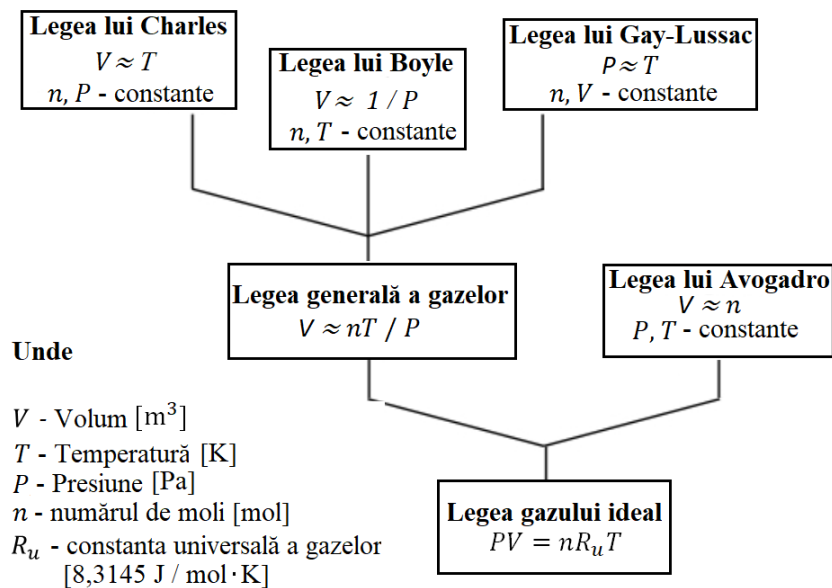 Legea lui Charles
V ≈ T
n, P - constante
Legea lui Boyle
V ≈ 1 / P
n, T - constante
Legea lui Gay-Lussac
P ≈ T
n, V - constante
Legea generală a gazelor
V ≈ nT / P
Legea lui Avogadro
V ≈ n
P, T - constante
Unde
V - Volum [m³]
T - Temperatură [K]
P - Presiune [Pa]
n - numărul de moli [mol]
Rᵤ - constanta universală a gazelor
[8,3145 J / mol·K]
Legea gazului ideal
PV = nRᵤT